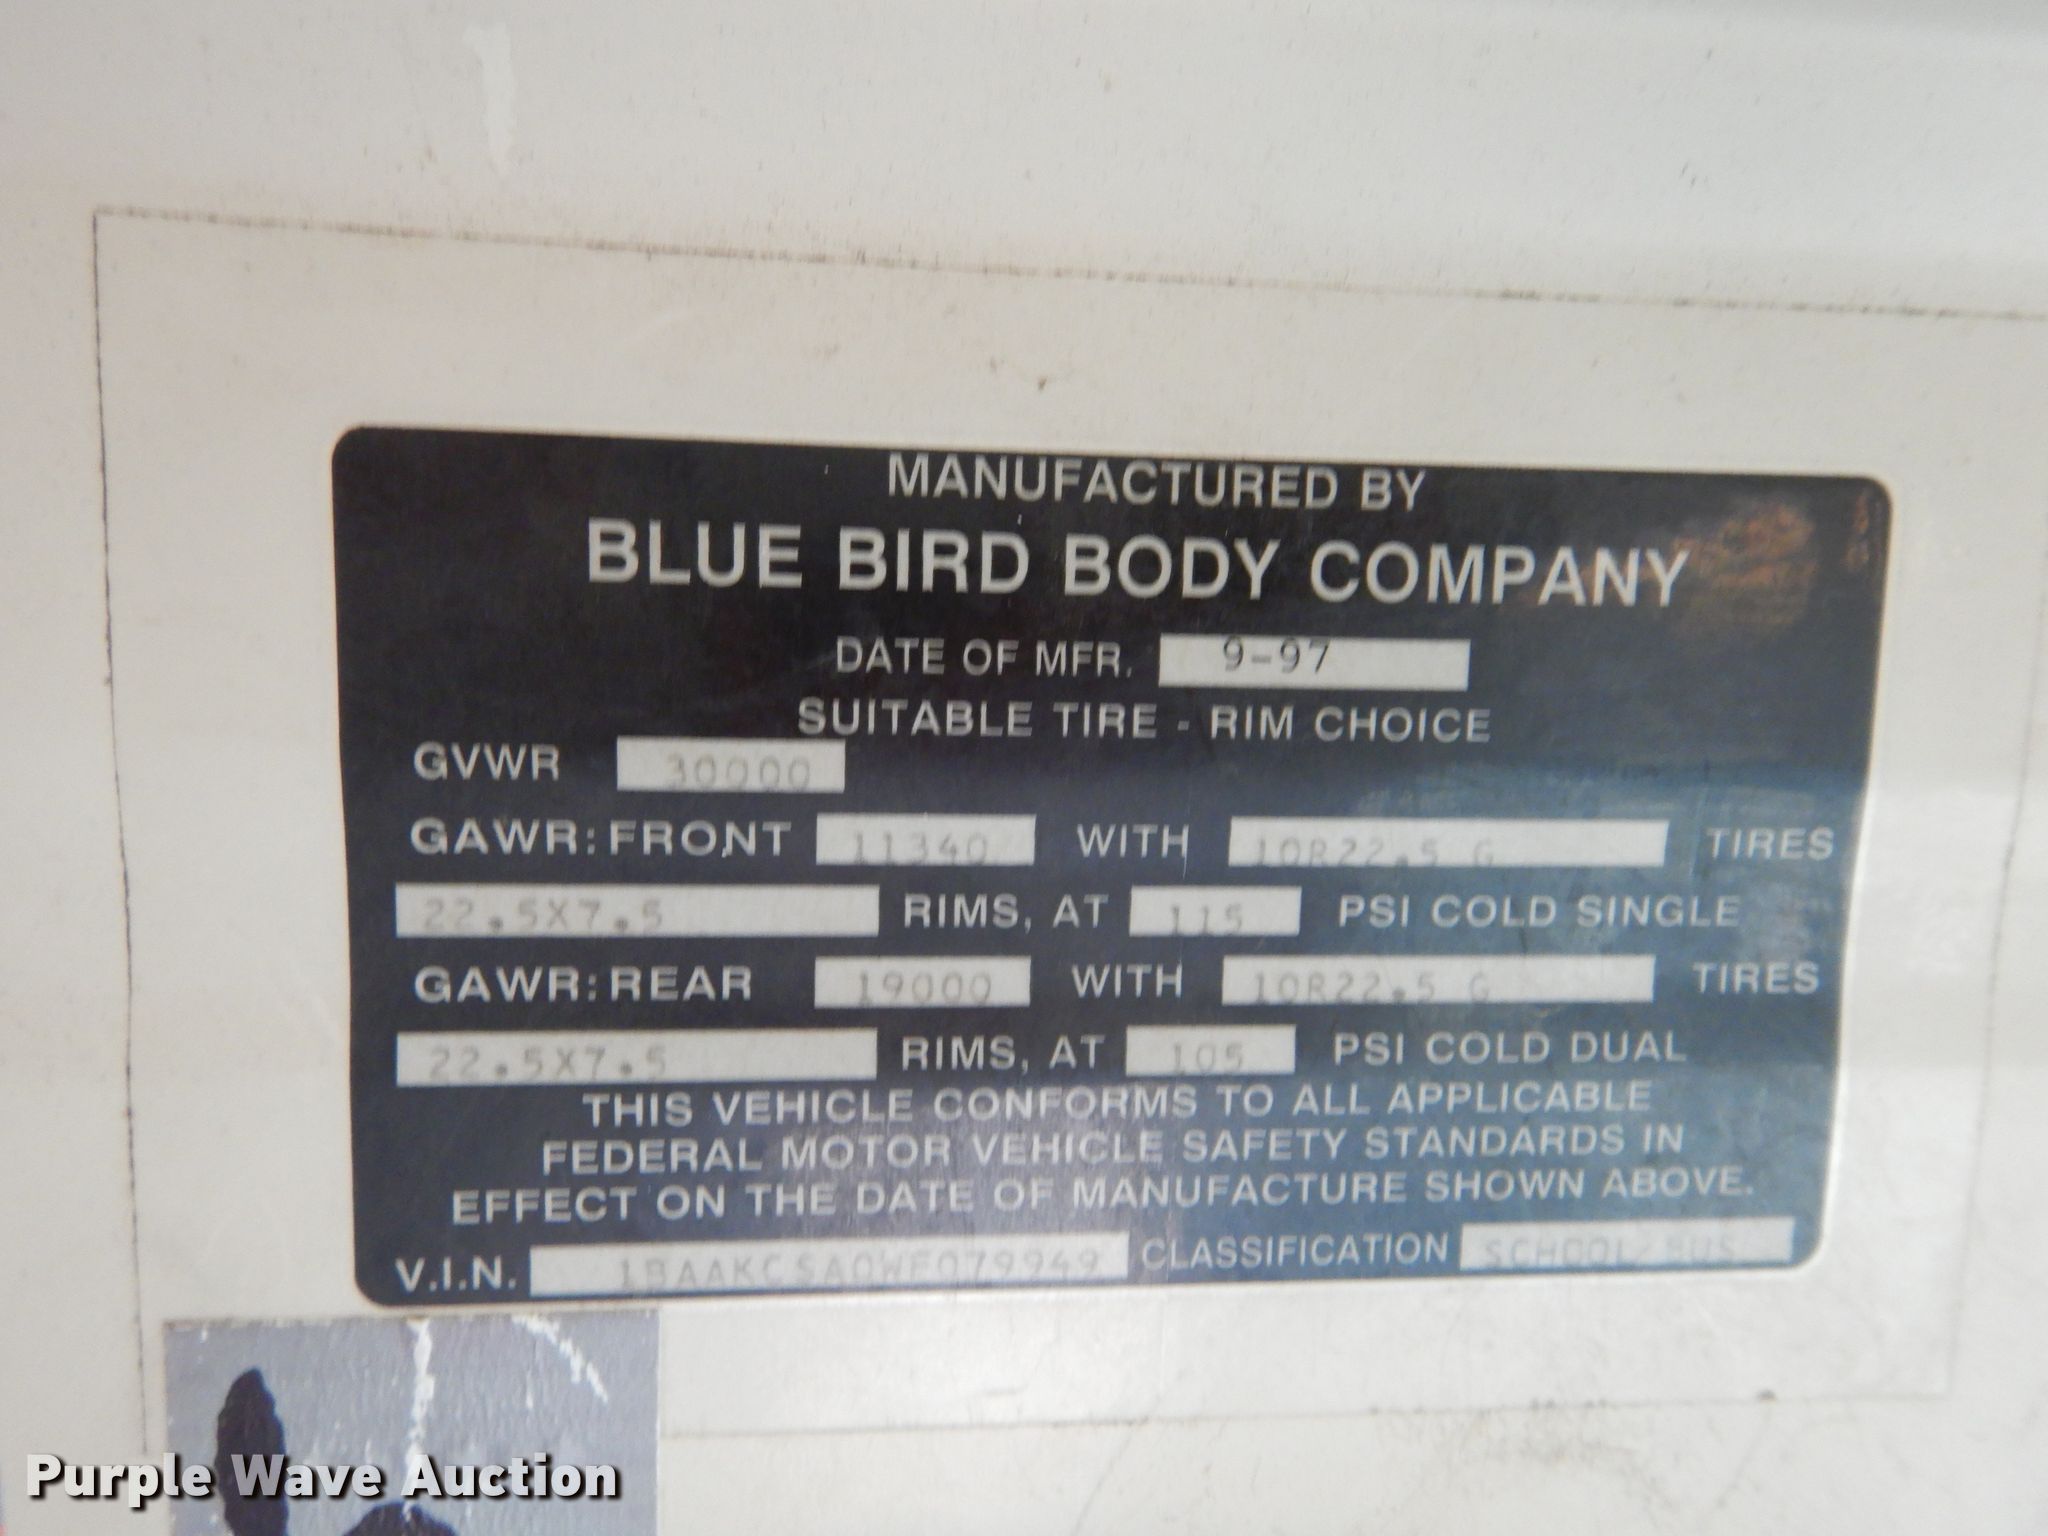 MANUFACTURED BY
BLUE BIRD BODY COMPANY
DATE OF MFR. 9-97
SUITABLE TIRE - RIM CHOICE
GVWR 30000
GAWR: FRONT 11340 WITH 10R22.5 G TIRES
22.5X7.5 RIMS, AT 115 PSI COLD SINGLE
GAWR: REAR 19000 WITH 10R22.5 G TIRES
22.5X7.5 RIMS, AT 105 PSI COLD DUAL
THIS VEHICLE CONFORMS TO ALL APPLICABLE
FEDERAL MOTOR VEHICLE SAFETY STANDARDS IN
EFFECT ON THE DATE OF MANUFACTURE SHOWN ABOVE.
V.I.N. 1BAAKCSA0WF079949 CLASSIFICATION SCHOOL BUS
Purple Wave Auction